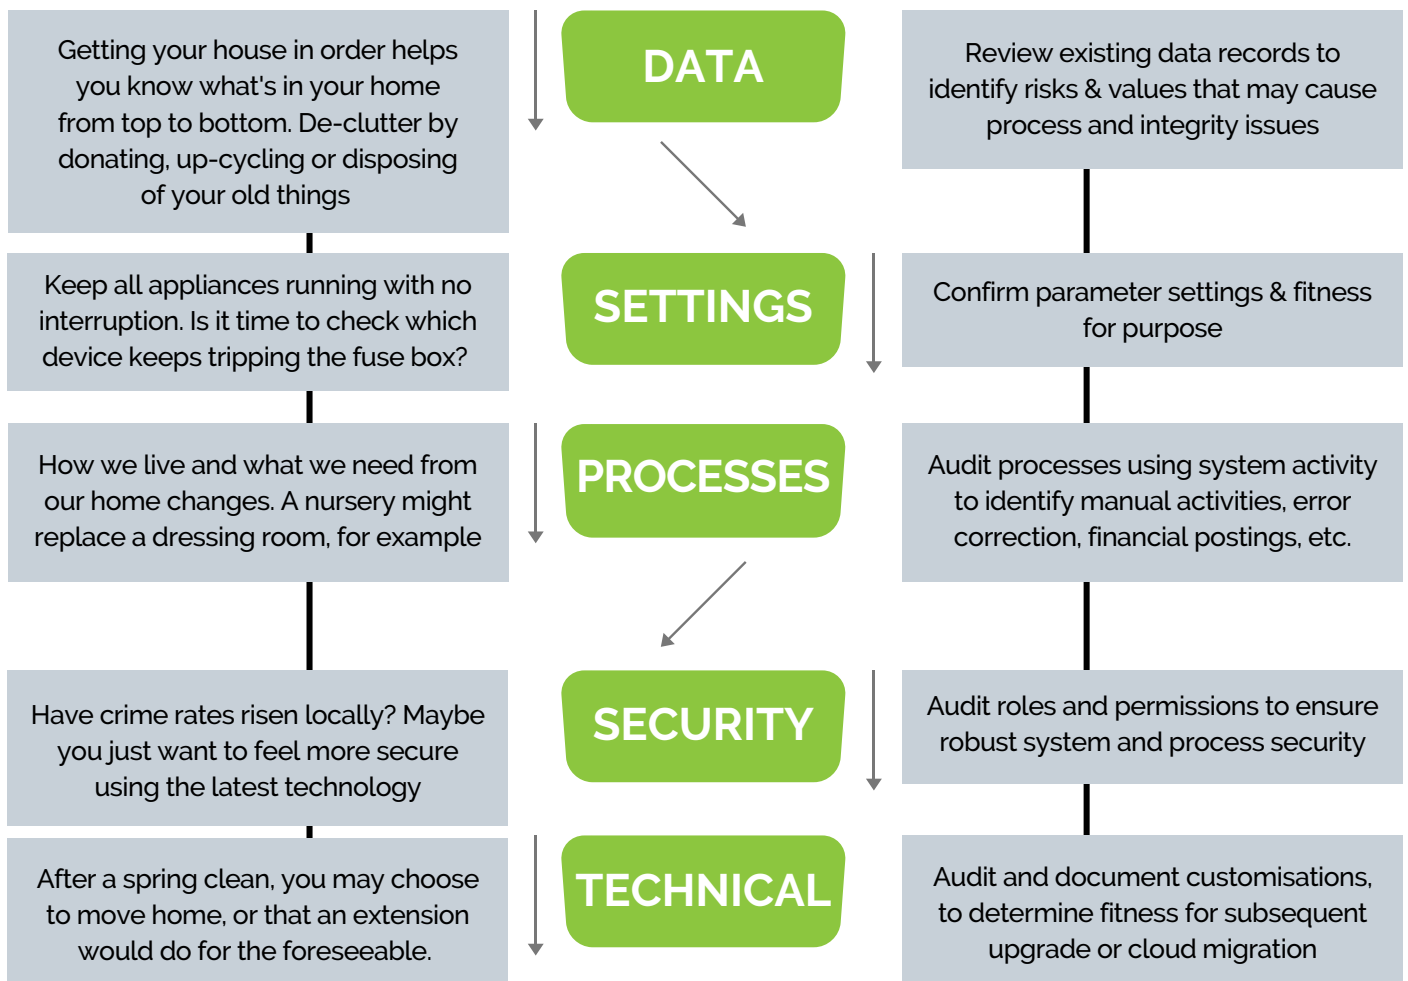 Getting your house in order helps
you know what's in your home
from top to bottom. De-clutter by
donating, up-cycling or disposing
of your old things
DATA
Review existing data records to
identify risks & values that may cause
process and integrity issues
Keep all appliances running with no
interruption. Is it time to check which
device keeps tripping the fuse box?
SETTINGS
Confirm parameter settings & fitness
for purpose
How we live and what we need from
our home changes. A nursery might
replace a dressing room, for example
PROCESSES
Audit processes using system activity
to identify manual activities, error
correction, financial postings, etc.
Have crime rates risen locally? Maybe
you just want to feel more secure
using the latest technology
SECURITY
Audit roles and permissions to ensure
robust system and process security
After a spring clean, you may choose
to move home, or that an extension
would do for the foreseeable.
TECHNICAL
Audit and document customisations,
to determine fitness for subsequent
upgrade or cloud migration